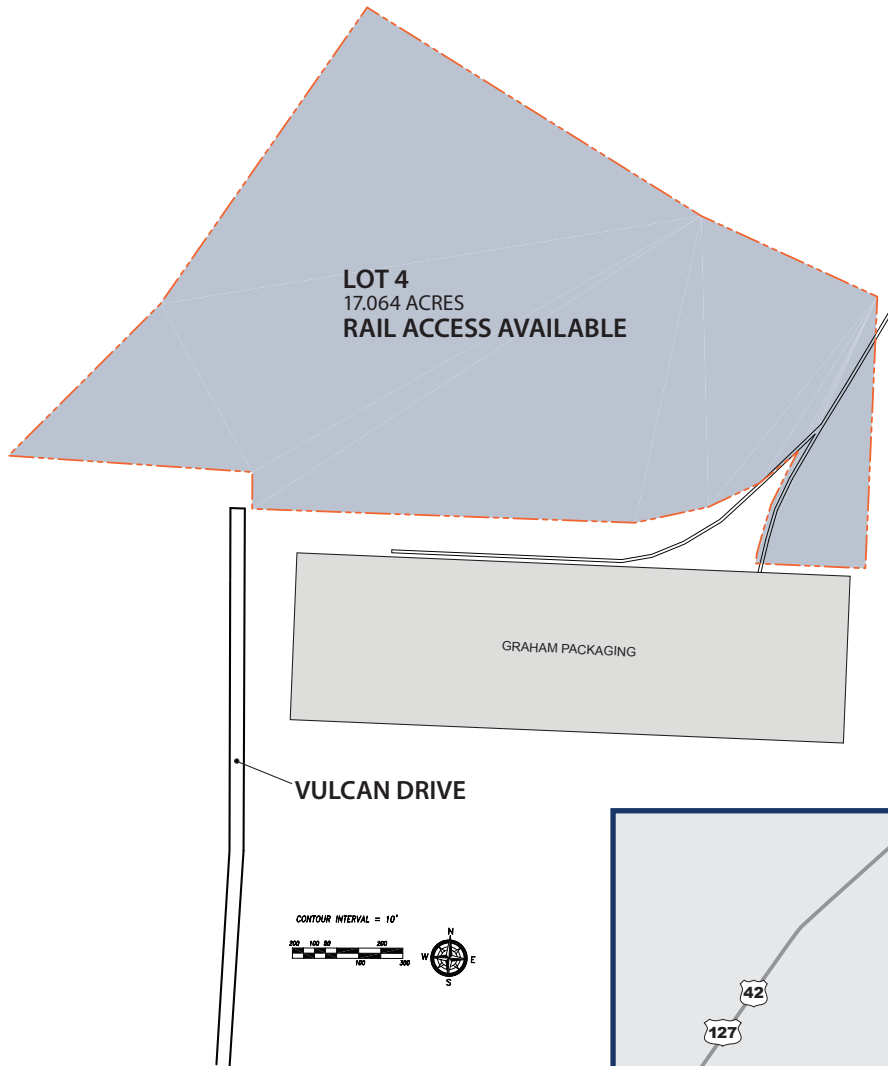 LOT 4
17.064 ACRES
RAIL ACCESS AVAILABLE
GRAHAM PACKAGING
VULCAN DRIVE
CONTOUR INTERVAL = 10'
200 100 50 200
100 300
N
W E
S
42
127